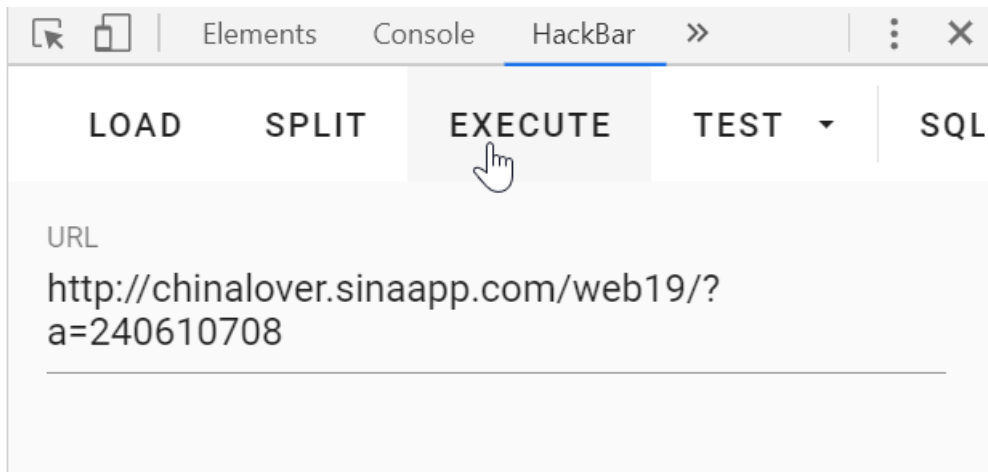 Elements Console HackBar »
LOAD SPLIT EXECUTE TEST SQL
URL
http://chinalover.sinaapp.com/web19/?
a=240610708